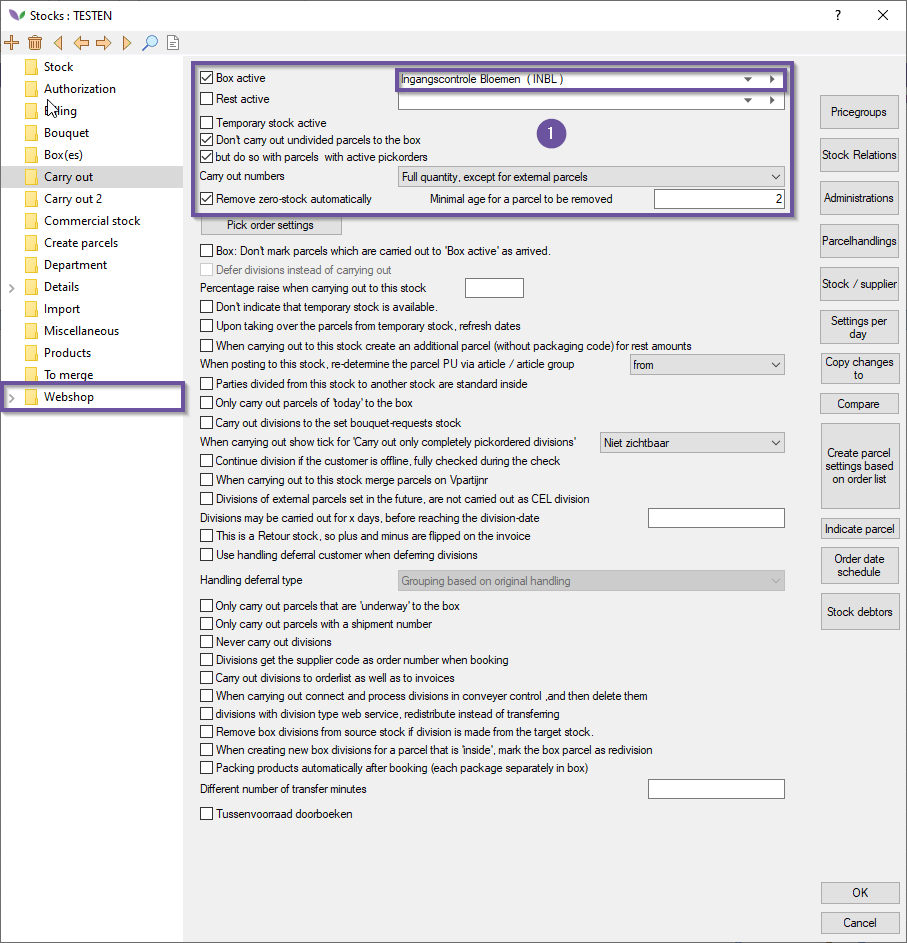 Stocks : TESTEN
?
Stock
Authorization
Box active
Ingangscontrole Bloemen ( INBL )
Rest active
Temporary stock active
Don't carry out undivided parcels to the box
but do so with parcels with active pickorders
1
Carry out numbers
Full quantity, except for external parcels
Remove zero-stock automatically
Minimal age for a parcel to be removed
2
Bouquet
Box(es)
Carry out
Carry out 2
Commercial stock
Create parcels
Department
Details
Import
Miscellaneous
Products
To merge
Webshop
Pick order settings
Box: Don't mark parcels which are carried out to 'Box active' as arrived.
Defer divisions instead of carrying out
Percentage raise when carrying out to this stock
Don't indicate that temporary stock is available.
Upon taking over the parcels from temporary stock, refresh dates
When carrying out to this stock create an additional parcel (without packaging code) for rest amounts
When posting to this stock, re-determine the parcel PU via article / article group
from
Parties divided from this stock to another stock are standard inside
Only carry out parcels of 'today' to the box
Carry out divisions to the set bouquet-requests stock
When carrying out show tick for 'Carry out only completely pickordered divisions'
Niet zichtbaar
Continue division if the customer is offline, fully checked during the check
When carrying out to this stock merge parcels on Vpartijnr
Divisions of external parcels set in the future, are not carried out as CEL division
Divisions may be carried out for x days, before reaching the division-date
This is a Retour stock, so plus and minus are flipped on the invoice
Use handling deferral customer when deferring divisions
Handling deferral type
Grouping based on original handling
Only carry out parcels that are 'underway' to the box
Only carry out parcels with a shipment number
Never carry out divisions
Divisions get the supplier code as order number when booking
Carry out divisions to orderlist as well as to invoices
When carrying out connect and process divisions in conveyer control ,and then delete them
divisions with division type web service, redistribute instead of transferring
Remove box divisions from source stock if division is made from the target stock.
When creating new box divisions for a parcel that is 'inside', mark the box parcel as redivision
Packing products automatically after booking (each package separately in box)
Different number of transfer minutes
Tussenvoorraad doorboeken
Pricegroups
Stock Relations
Administrations
Parcelhandlings
Stock / supplier
Settings per
day
Copy changes
to
Compare
Create parcel
settings based
on order list
Indicate parcel
Order date
schedule
Stock debtors
OK
Cancel